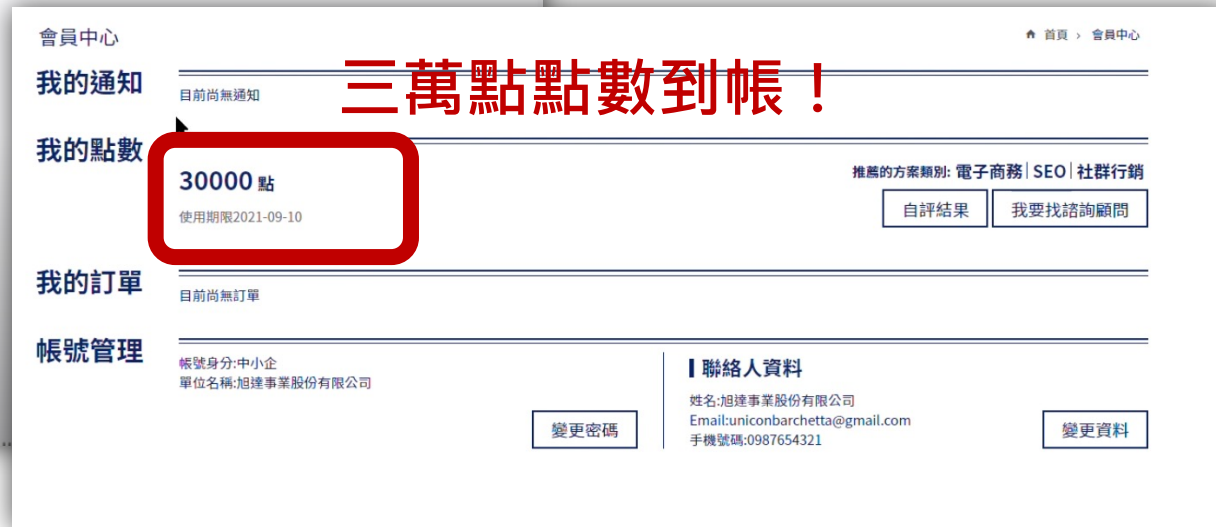 會員中心
首頁 › 會員中心
三萬點點數到帳！
我的通知
目前尚無通知
我的點數
30000 點
使用期限2021-09-10
推薦的方案類別: 電子商務│SEO│社群行銷
自評結果
我要找諮詢顧問
我的訂單
目前尚無訂單
帳號管理
帳號身分:中小企
單位名稱:旭達事業股份有限公司
變更密碼
聯絡人資料
姓名:旭達事業股份有限公司
Email:uniconbarchetta@gmail.com
手機號碼:0987654321
變更資料